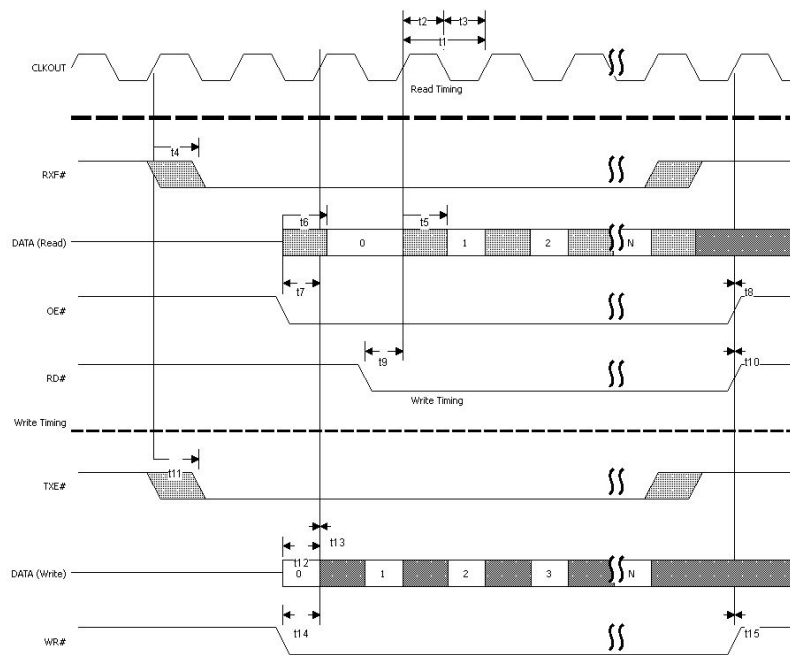 t2 t3
t1
CLKOUT
Read Timing
t4
RXF#
t6 t5
DATA (Read) 0 1 2 N
t7 t8
OE#
t9 t10
RD#
Write Timing
Write Timing
t11
TXE#
t13
t12
DATA (Write) 0 1 2 3 N
t14 t15
WR#